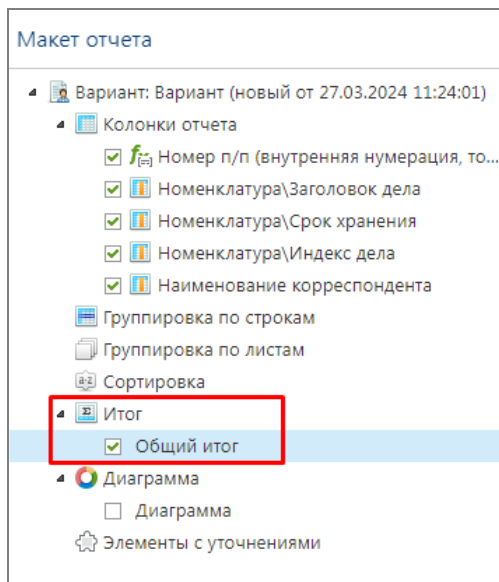 Макет отчета
Вариант: Вариант (новый от 27.03.2024 11:24:01)
Колонки отчета
Номер п/п (внутренняя нумерация, то...
Номенклатура\Заголовок дела
Номенклатура\Срок хранения
Номенклатура\Индекс дела
Наименование корреспондента
Группировка по строкам
Группировка по листам
Сортировка
Итог
Общий итог
Диаграмма
Диаграмма
Элементы с уточнениями